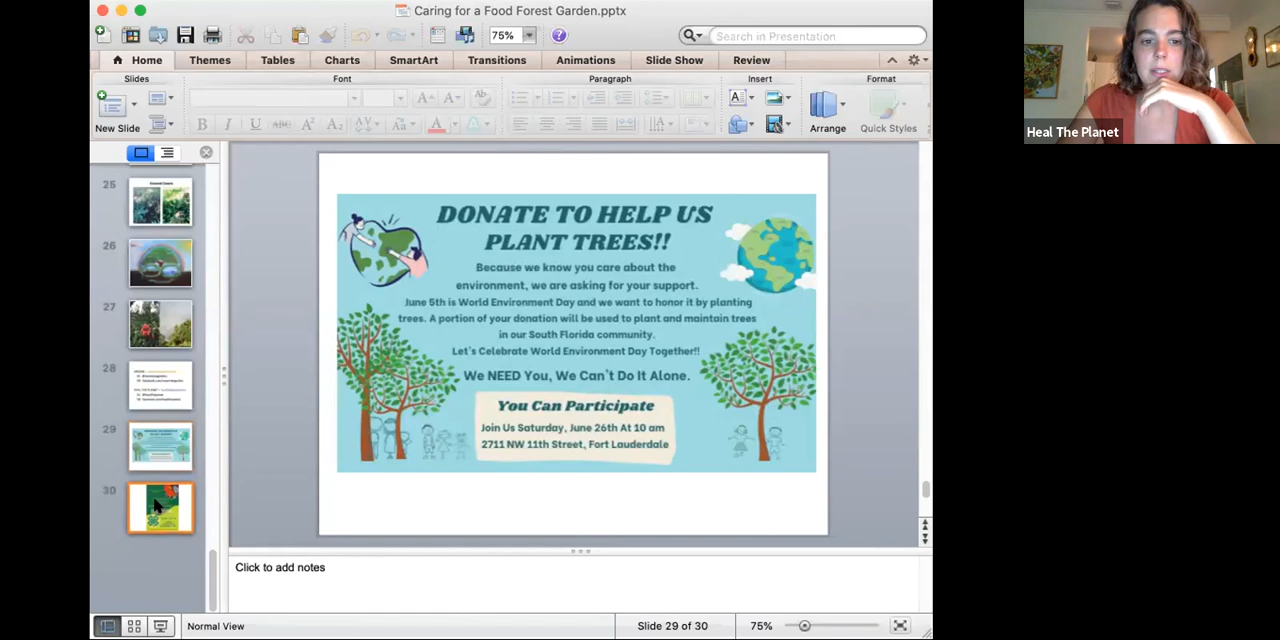 Caring for a Food Forest Garden.pptx
75%
Search in Presentation
Home
Themes
Tables
Charts
SmartArt
Transitions
Animations
Slide Show
Review
Slides
Font
Paragraph
Insert
Format
New Slide
Arrange
Quick Styles
Heal The Planet
25
26
27
28
29
30
DONATE TO HELP US
PLANT TREES!!
Because we know you care about the
environment, we are asking for your support.
June 5th is World Environment Day and we want to honor it by planting
trees. A portion of your donation will be used to plant and maintain trees
in our South Florida community.
Let's Celebrate World Environment Day Together!!
We NEED You, We Can't Do It Alone.
You Can Participate
Join Us Saturday, June 26th At 10 am
2711 NW 11th Street, Fort Lauderdale
Click to add notes
Normal View
Slide 29 of 30
75%